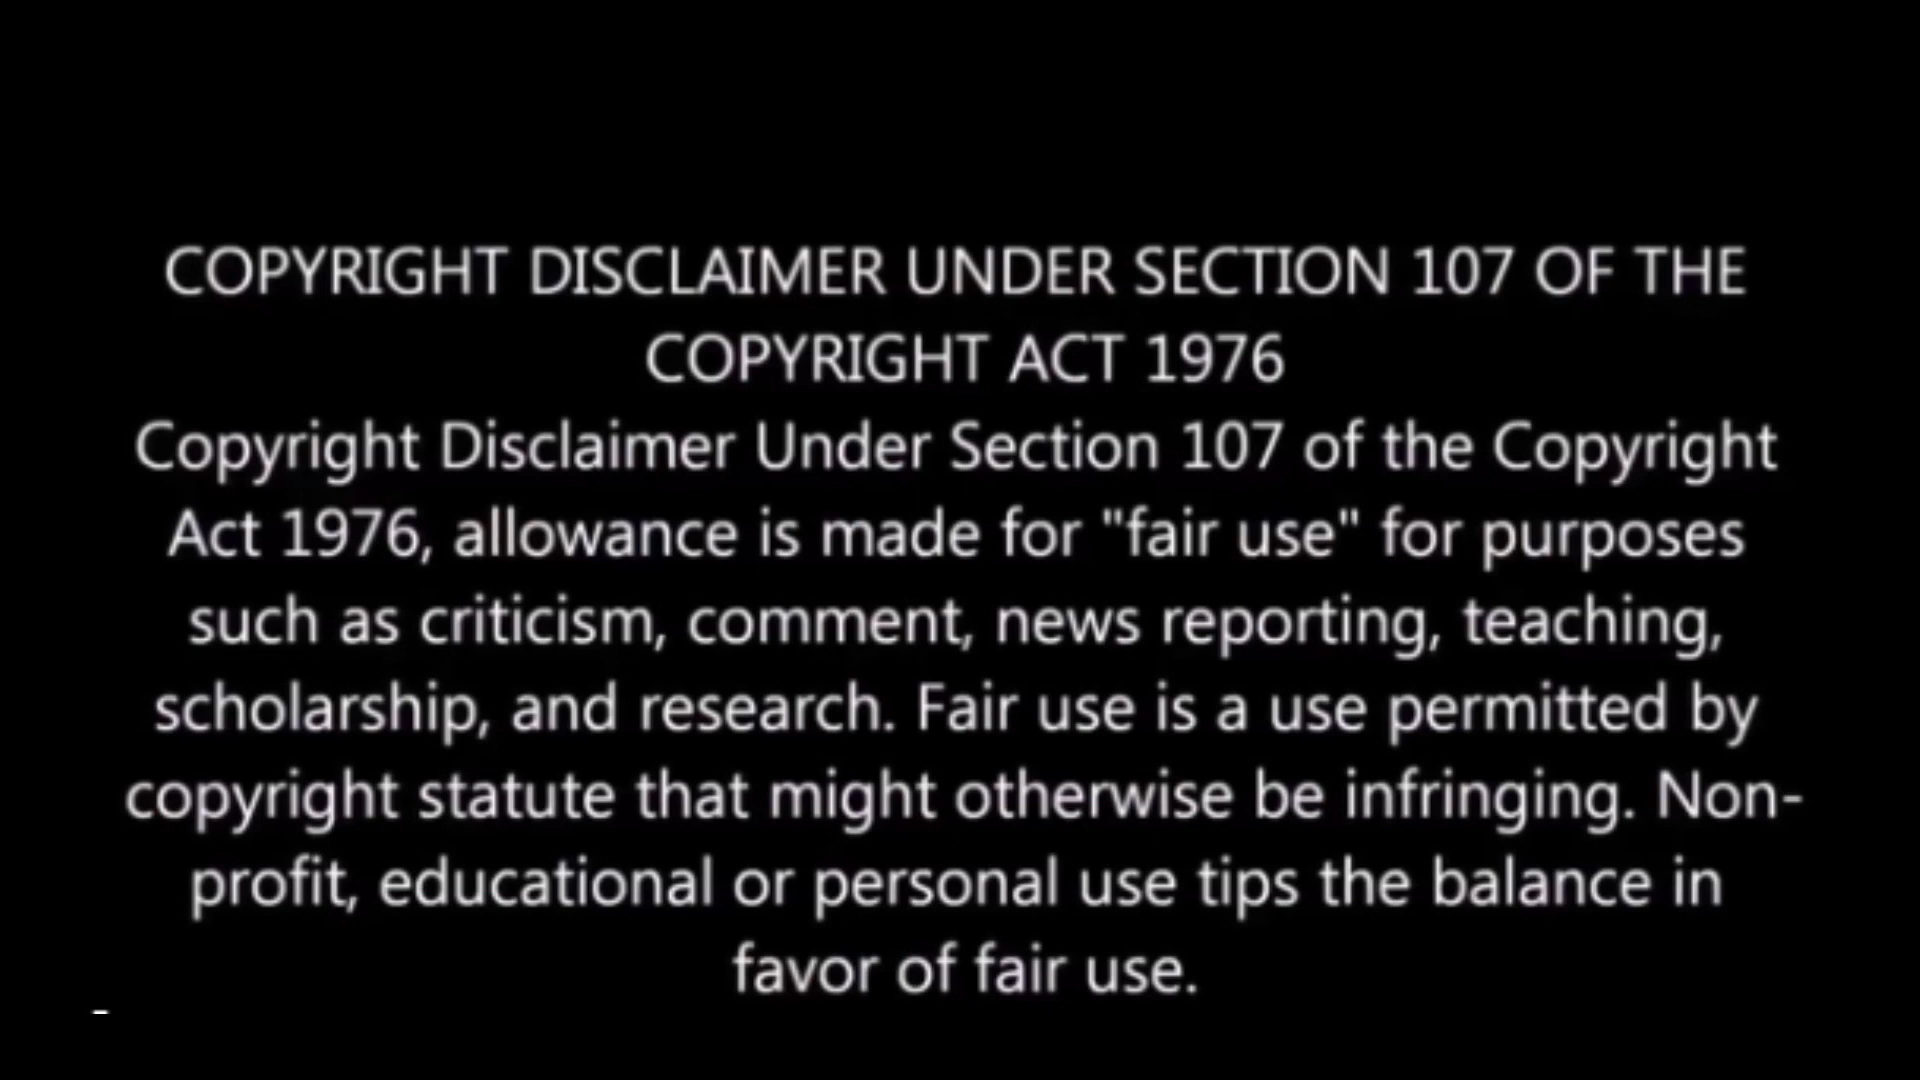 COPYRIGHT DISCLAIMER UNDER SECTION 107 OF THE
COPYRIGHT ACT 1976
Copyright Disclaimer Under Section 107 of the Copyright
Act 1976, allowance is made for "fair use" for purposes
such as criticism, comment, news reporting, teaching,
scholarship, and research. Fair use is a use permitted by
copyright statute that might otherwise be infringing. Non-
profit, educational or personal use tips the balance in
favor of fair use.